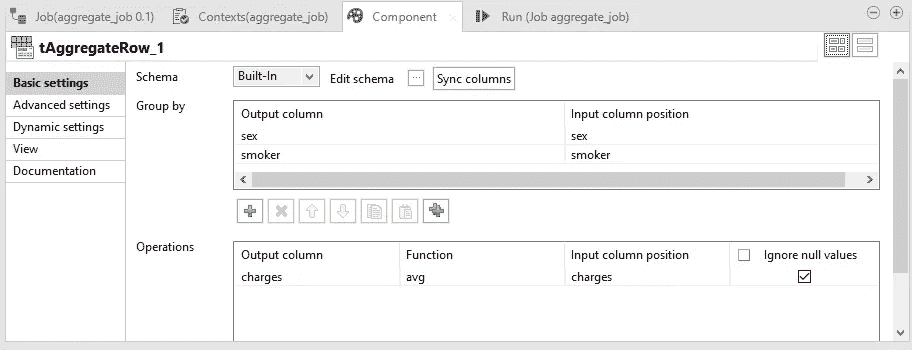 Job(aggregate_job 0.1) Contexts(aggregate_job) Component Run (Job aggregate_job)
tAggregateRow_1
Basic settings
Advanced settings
Dynamic settings
View
Documentation
Schema Built-In Edit schema ... Sync columns
Group by
Output column Input column position
sex sex
smoker smoker
Operations
Output column Function Input column position Ignore null values
charges avg charges